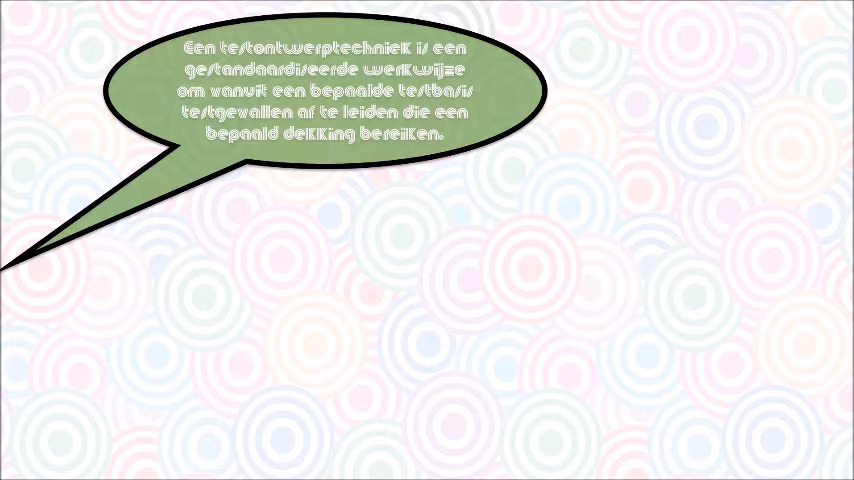 Een testontwerptechniek is een
gestandaardiseerde werkwijze
om vanuit een bepaalde testbasis
testgevallen af te leiden die een
bepaald dekking bereiken.